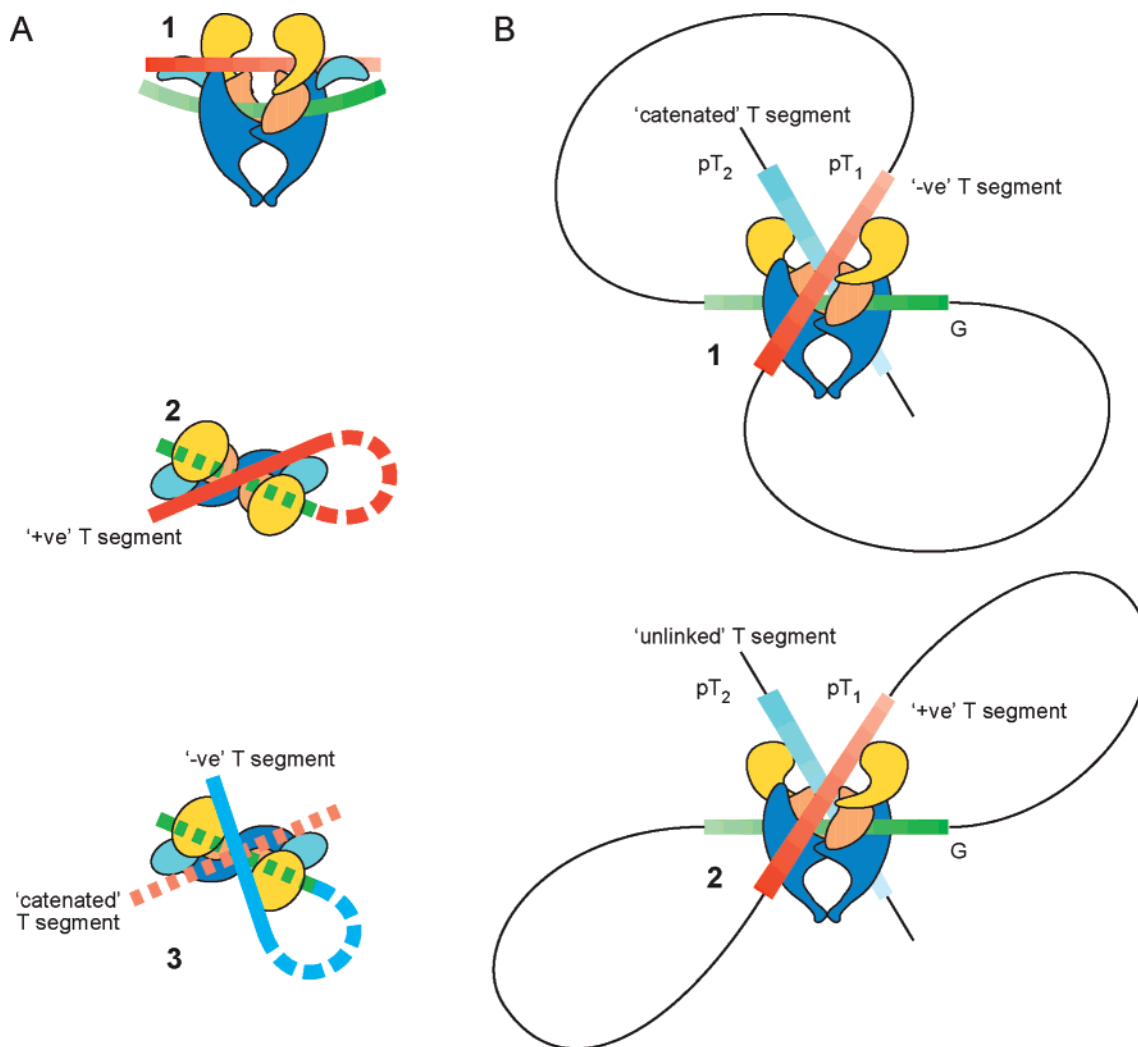 A
1
2
'+ve' T segment
'-ve' T segment
'catenated'
T segment
3
B
'catenated' T segment
pT2
pT1
'-ve' T segment
1
G
'unlinked' T segment
pT2
pT1
'+ve' T segment
2
G